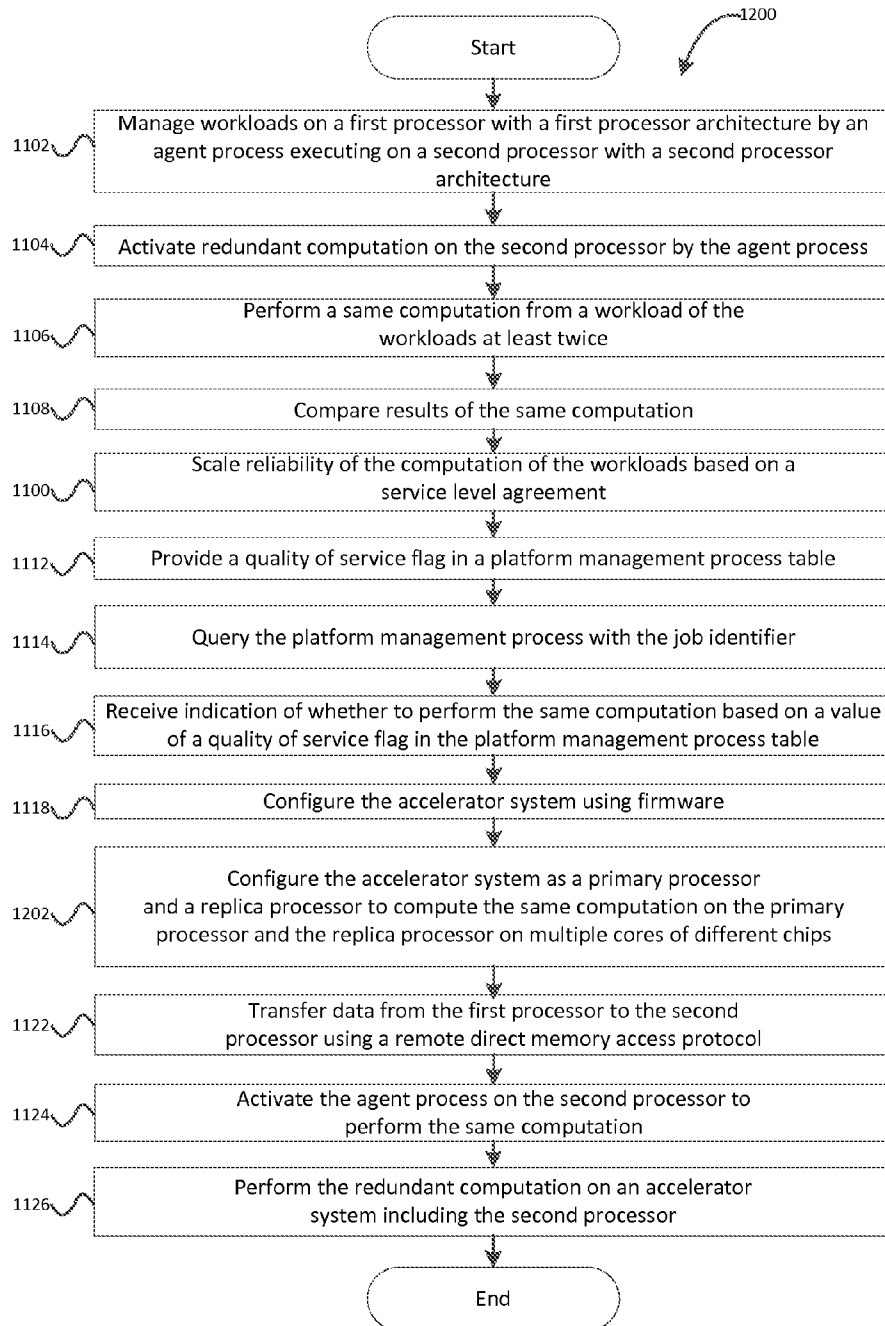 1200
Start
1102
Manage workloads on a first processor with a first processor architecture by an
agent process executing on a second processor with a second processor
architecture
1104
Activate redundant computation on the second processor by the agent process
1106
Perform a same computation from a workload of the
workloads at least twice
1108
Compare results of the same computation
1100
Scale reliability of the computation of the workloads based on a
service level agreement
1112
Provide a quality of service flag in a platform management process table
1114
Query the platform management process with the job identifier
1116
Receive indication of whether to perform the same computation based on a value
of a quality of service flag in the platform management process table
1118
Configure the accelerator system using firmware
1202
Configure the accelerator system as a primary processor
and a replica processor to compute the same computation on the primary
processor and the replica processor on multiple cores of different chips
1122
Transfer data from the first processor to the second
processor using a remote direct memory access protocol
1124
Activate the agent process on the second processor to
perform the same computation
1126
Perform the redundant computation on an accelerator
system including the second processor
End